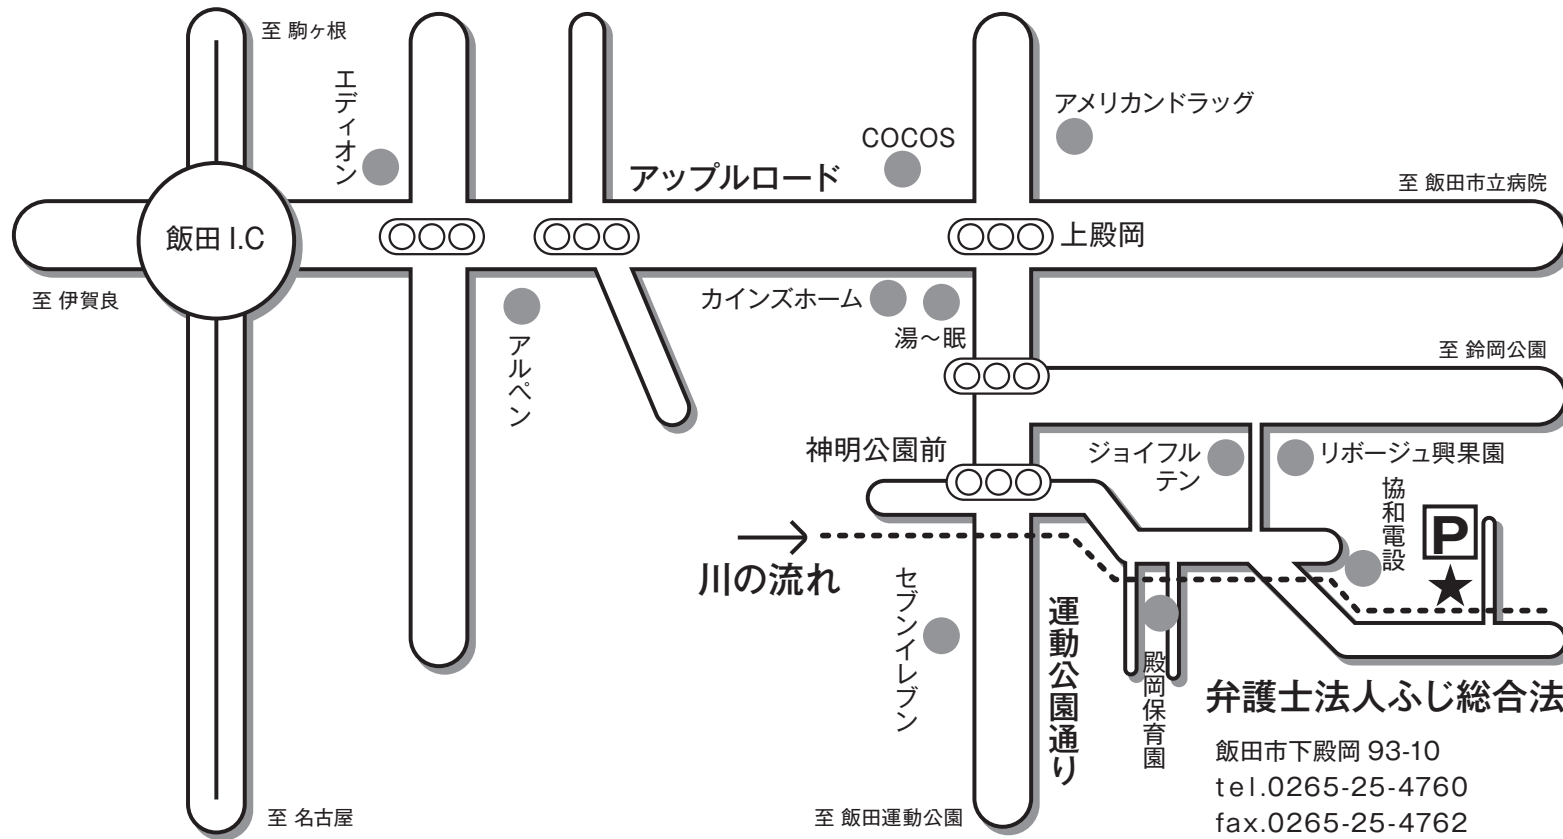 至 駒ヶ根
エディオン
アメリカンドラッグ
COCOS
アップルロード
至 飯田市立病院
飯田 I.C
上殿岡
至 伊賀良
カインズホーム
湯～眠
アルペン
至 鈴岡公園
神明公園前
ジョイフル
テン
リボージュ興果園
協和電設
P
川の流れ
セブンイレブン
運動公園通り
殿岡保育園
弁護士法人ふじ総合法
飯田市下殿岡 93-10
tel.0265-25-4760
fax.0265-25-4762
至 名古屋
至 飯田運動公園